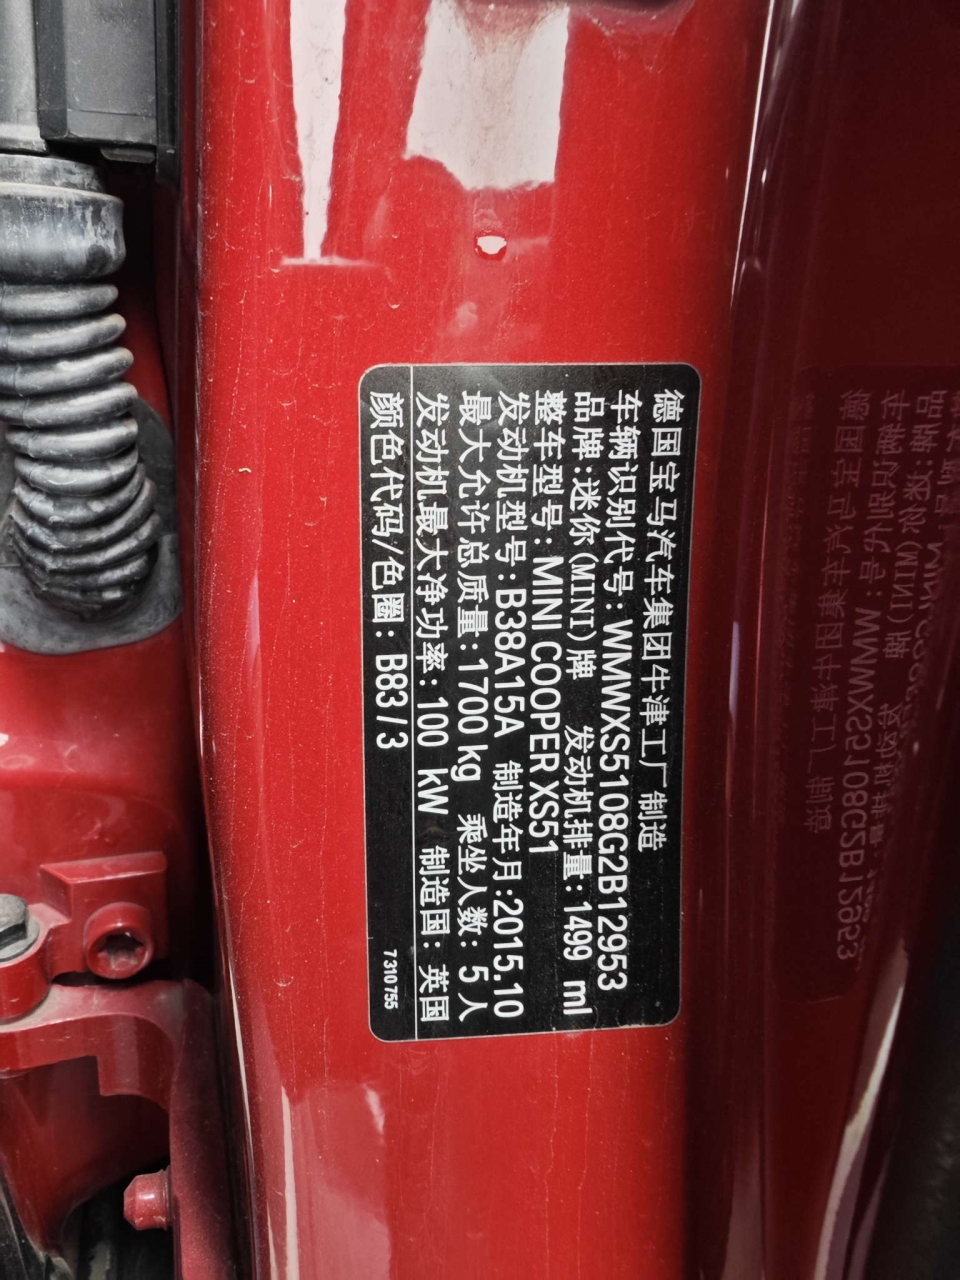 德国宝马汽车集团牛津工厂制造
车辆识别代号: WMWXS5108G2B12953
品牌:迷你(MINI)牌 发动机排量: 1499 ml
整车型号: MINI COOPER XS51
发动机型号: B38A15A 制造年月:2015.10
最大允许总质量: 1700 kg 乘坐人数: 5 人
发动机最大净功率: 100 kW 制造国: 英国
颜色代码/色圈: B83 / 3
7 310 755